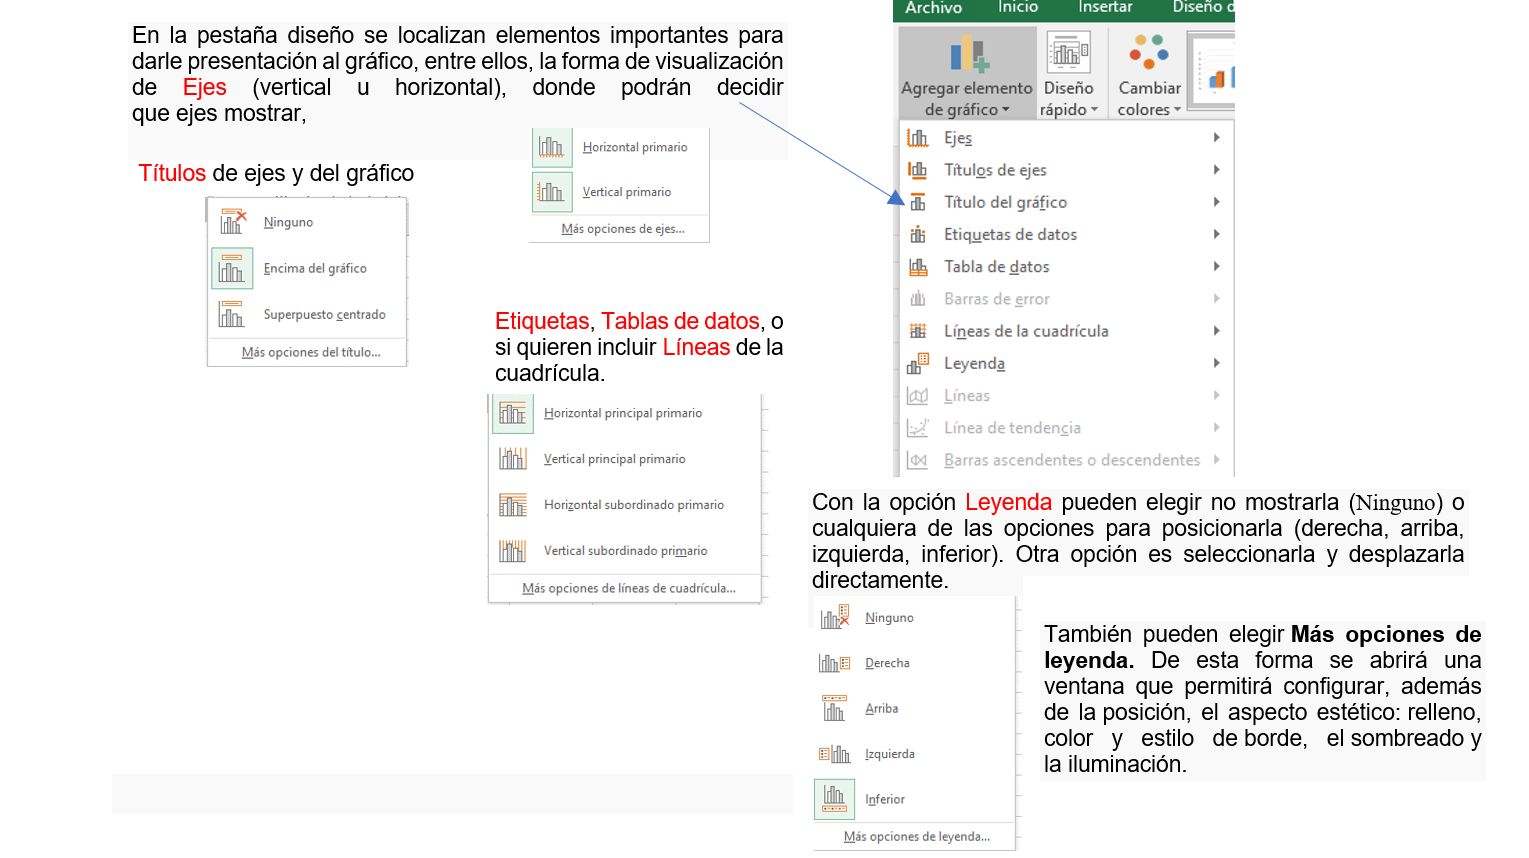 En la pestaña diseño se localizan elementos importantes para
darle presentación al gráfico, entre ellos, la forma de visualización
de Ejes (vertical u horizontal), donde podrán decidir
que ejes mostrar,
Horizontal primario
Vertical primario
Más opciones de ejes...
Títulos de ejes y del gráfico
Ninguno
Encima del gráfico
Superpuesto centrado
Más opciones del título...
Etiquetas, Tablas de datos, o
si quieren incluir Líneas de la
cuadrícula.
Horizontal principal primario
Vertical principal primario
Horizontal subordinado primario
Vertical subordinado primario
Más opciones de líneas de cuadrícula...
Archivo Inicio Insertar Diseño d
Agregar elemento
de gráfico
Diseño
rápido
Cambiar
colores
Ejes
Títulos de ejes
Título del gráfico
Etiquetas de datos
Tabla de datos
Barras de error
Líneas de la cuadrícula
Leyenda
Líneas
Línea de tendencia
Barras ascendentes o descendentes
Con la opción Leyenda pueden elegir no mostrarla (Ninguno) o
cualquiera de las opciones para posicionarla (derecha, arriba,
izquierda, inferior). Otra opción es seleccionarla y desplazarla
directamente.
Ninguno
Derecha
Arriba
Izquierda
Inferior
Más opciones de leyenda...
También pueden elegir Más opciones de
leyenda. De esta forma se abrirá una
ventana que permitirá configurar, además
de la posición, el aspecto estético: relleno,
color y estilo de borde, el sombreado y
la iluminación.